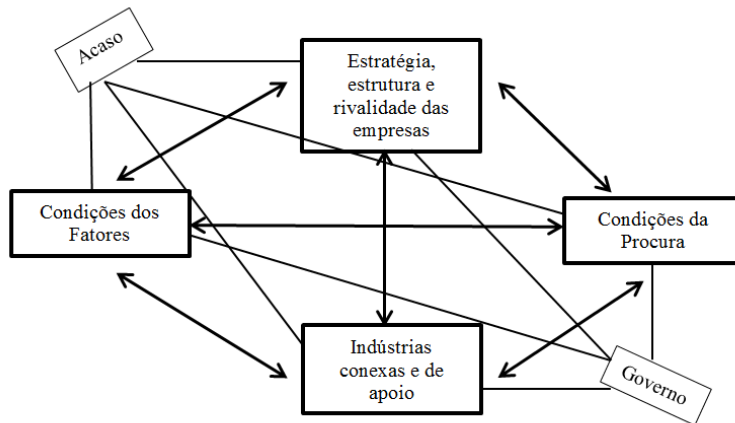 Acaso
Estratégia,
estrutura e
rivalidade das
empresas
Condições dos
Fatores
Condições da
Procura
Indústrias
conexas e de
apoio
Governo